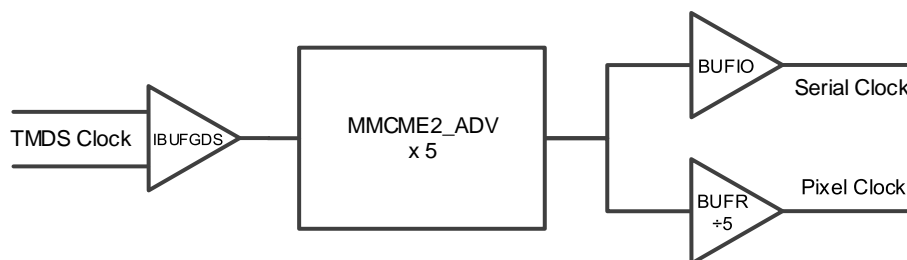 TMDS Clock
IBUFGDS
MMCME2_ADV
x 5
BUFIO
Serial Clock
BUFR
÷5
Pixel Clock